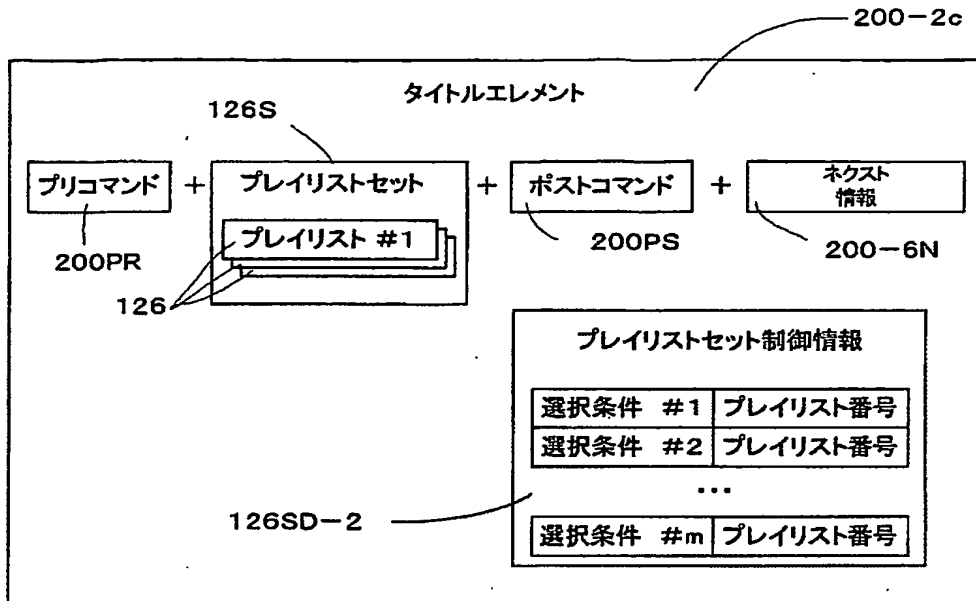 200-2c
タイトルエレメント
126S
プリコマンド + プレイリストセット + ポストコマンド + ネクスト
情報
プレイリスト #1
200PR
200PS
200-6N
126
プレイリストセット制御情報
選択条件 #1 プレイリスト番号
選択条件 #2 プレイリスト番号
...
126SD-2
選択条件 #m プレイリスト番号